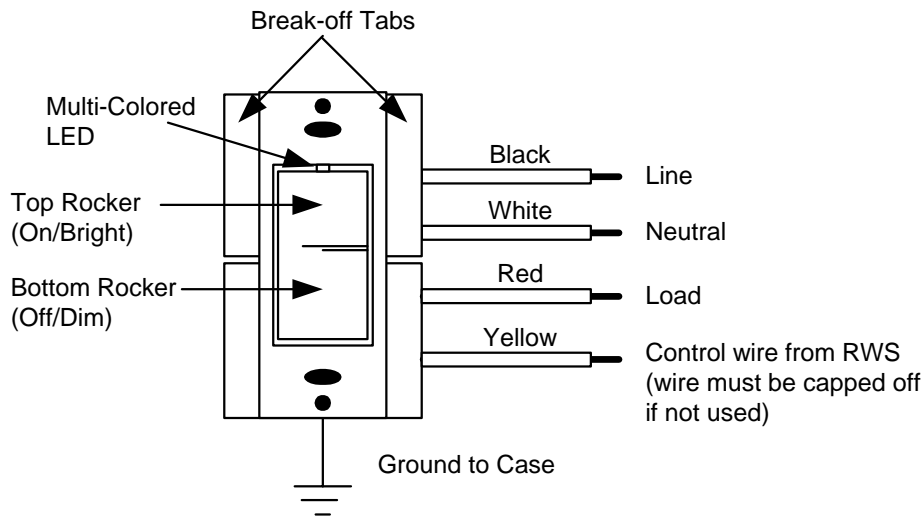 Break-off Tabs
Multi-Colored
LED
Black
Line
Top Rocker
(On/Bright)
White
Neutral
Bottom Rocker
(Off/Dim)
Red
Load
Yellow
Control wire from RWS
(wire must be capped off
if not used)
Ground to Case